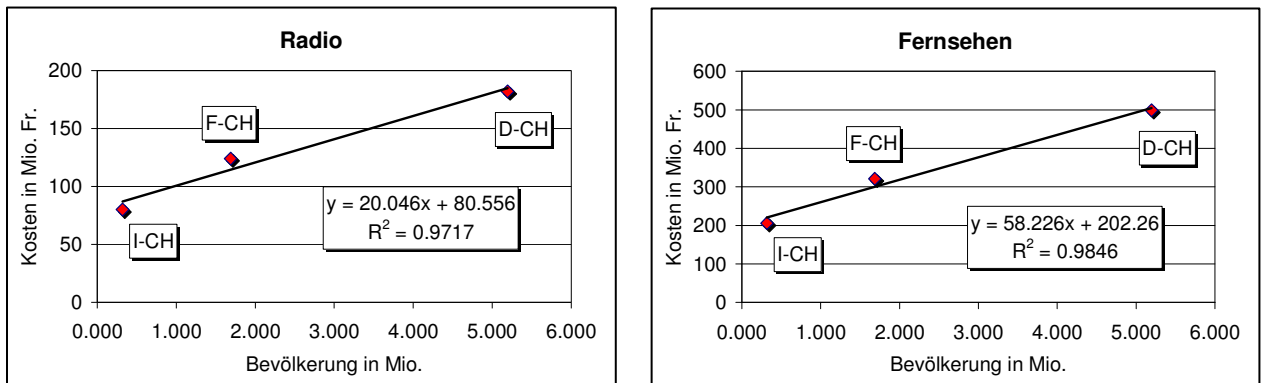 Radio
Kosten in Mio. Fr.
200
150
100
50
0
F-CH
D-CH
I-CH
y = 20.046x + 80.556
R² = 0.9717
0.000 1.000 2.000 3.000 4.000 5.000 6.000
Bevölkerung in Mio.
Fernsehen
Kosten in Mio. Fr.
600
500
400
300
200
100
0
F-CH
D-CH
I-CH
y = 58.226x + 202.26
R² = 0.9846
0.000 1.000 2.000 3.000 4.000 5.000 6.000
Bevölkerung in Mio.